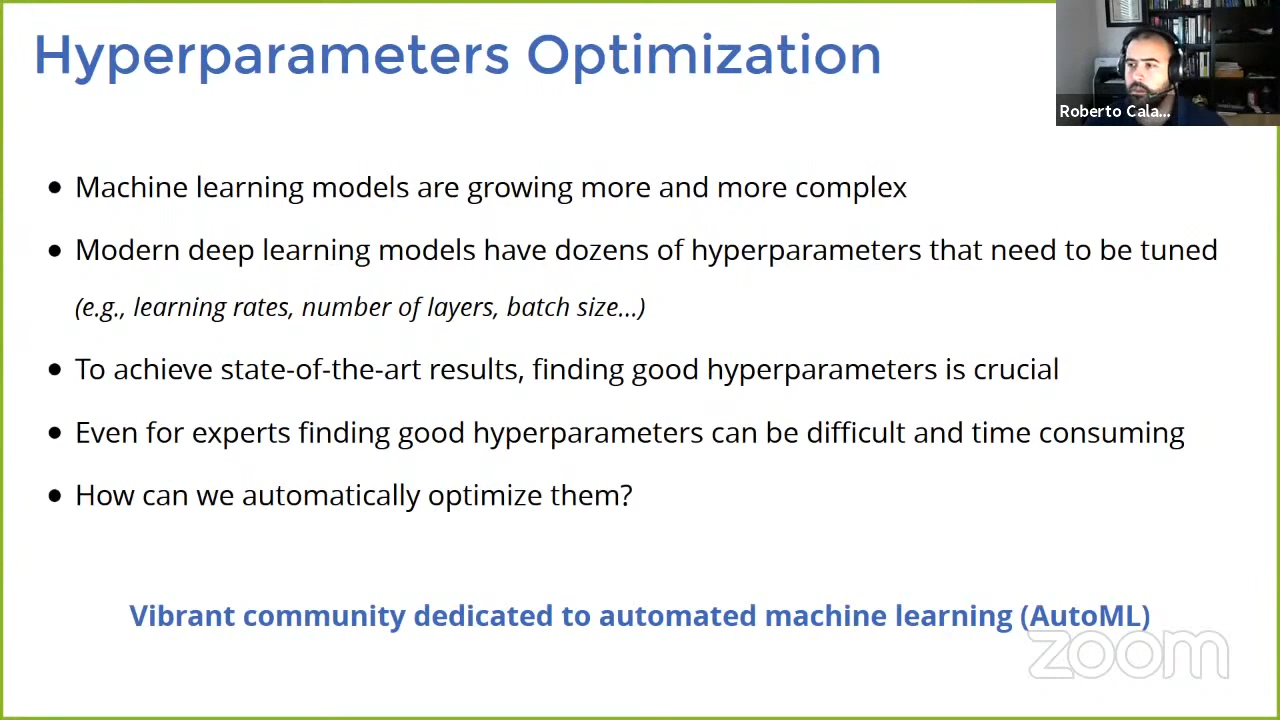 Hyperparameters Optimization
Roberto Cala...
● Machine learning models are growing more and more complex
● Modern deep learning models have dozens of hyperparameters that need to be tuned
(e.g., learning rates, number of layers, batch size...)
● To achieve state-of-the-art results, finding good hyperparameters is crucial
● Even for experts finding good hyperparameters can be difficult and time consuming
● How can we automatically optimize them?
Vibrant community dedicated to automated machine learning (AutoML)
zoom